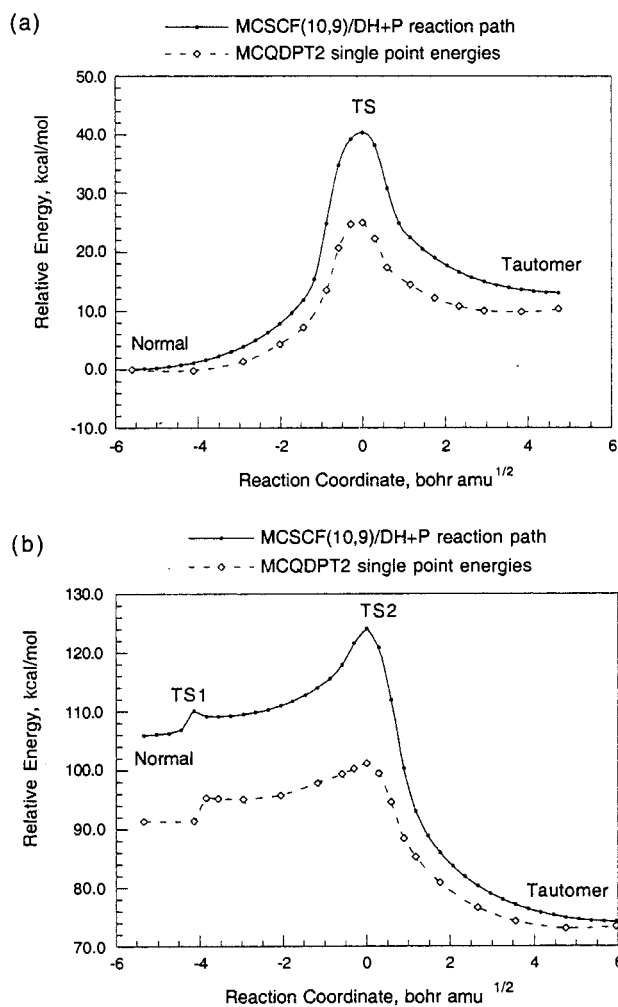 (a)
MCSCF(10,9)/DH+P reaction path
MCQDPT2 single point energies
50.0
40.0
30.0
20.0
10.0
0.0
-10.0
Relative Energy, kcal/mol
TS
Normal
Tautomer
-6 -4 -2 0 2 4 6
Reaction Coordinate, bohr amu 1/2
(b)
MCSCF(10,9)/DH+P reaction path
MCQDPT2 single point energies
130.0
120.0
110.0
100.0
90.0
80.0
70.0
Relative Energy, kcal/mol
TS2
TS1
Normal
Tautomer
-6 -4 -2 0 2 4 6
Reaction Coordinate, bohr amu 1/2